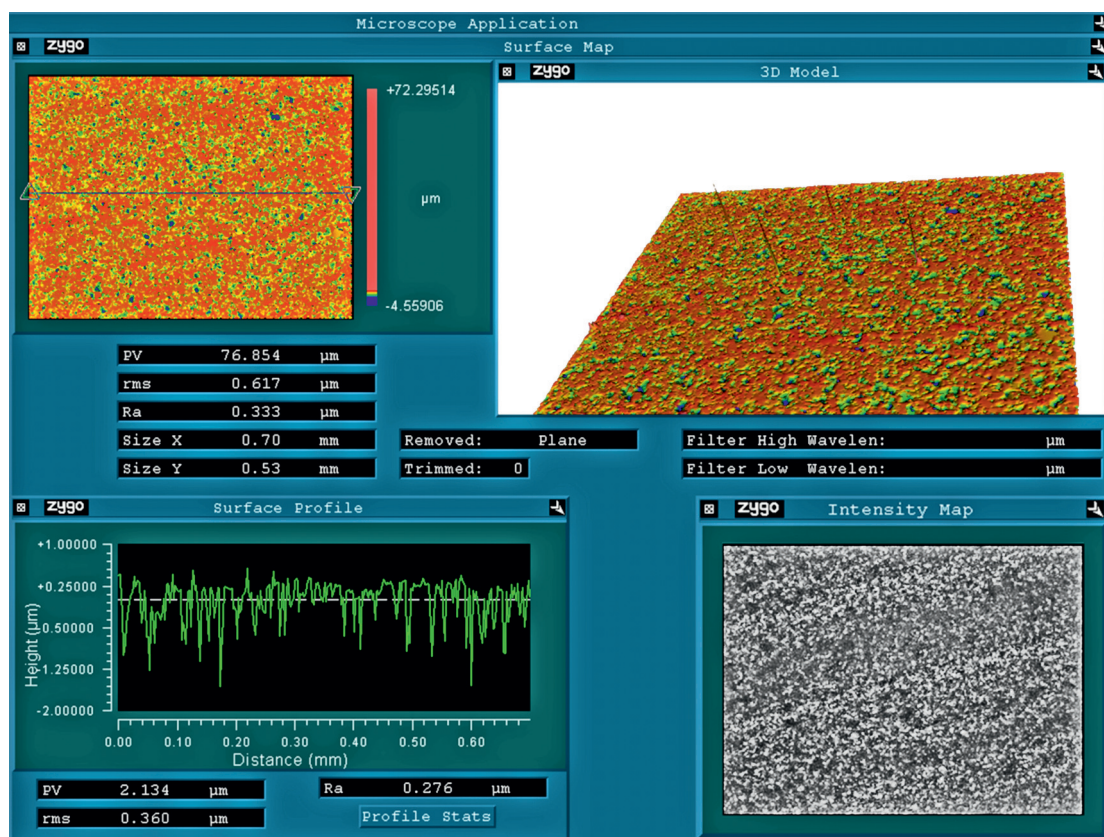 Microscope Application
zygo Surface Map
+72.29514
µm
-4.55906
zygo 3D Model
PV 76.854 µm
rms 0.617 µm
Ra 0.333 µm
Size X 0.70 mm
Size Y 0.53 mm
Removed: Plane
Trimmed: 0
Filter High Wavelen: µm
Filter Low Wavelen: µm
zygo Surface Profile
+1.00000
+0.25000
-0.50000
-1.25000
-2.00000
Height (µm)
0.00 0.10 0.20 0.30 0.40 0.50 0.60
Distance (mm)
PV 2.134 µm
rms 0.360 µm
Ra 0.276 µm
Profile Stats
zygo Intensity Map